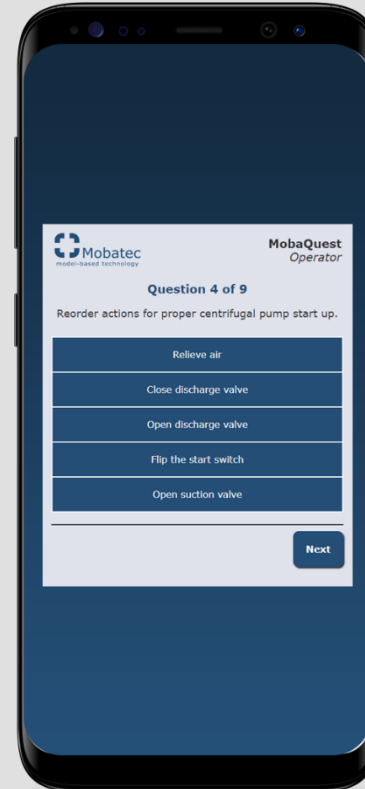 Mobatec
model-based technology
MobaQuest
Operator
Question 4 of 9
Reorder actions for proper centrifugal pump start up.
Relieve air
Close discharge valve
Open discharge valve
Flip the start switch
Open suction valve
Next